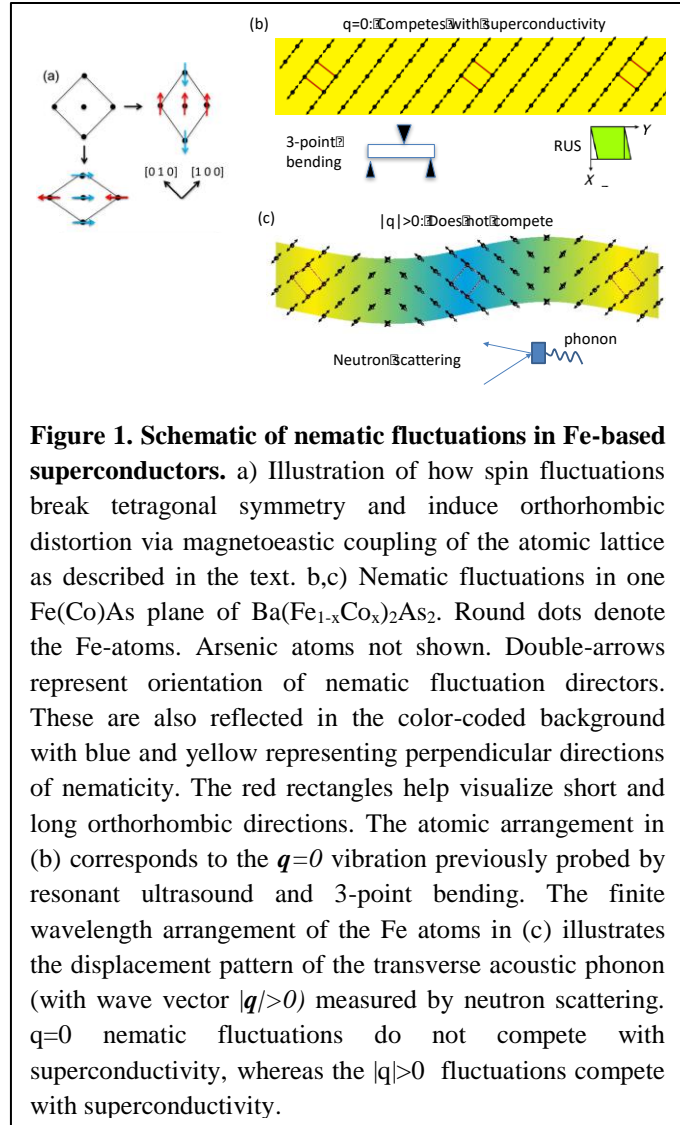 (b)
q=0:⍰Competes⍰with⍰superconductivity
(a)
[0 1 0] [1 0 0]
3-point⍰
bending
RUS
Y
X _
(c)
|q|>0:⍰Does⍰not⍰compete
Neutron⍰scattering
phonon
Figure 1. Schematic of nematic fluctuations in Fe-based
superconductors. a) Illustration of how spin fluctuations
break tetragonal symmetry and induce orthorhombic
distortion via magnetoeastic coupling of the atomic lattice
as described in the text. b,c) Nematic fluctuations in one
Fe(Co)As plane of Ba(Fe1-xCox)2As2. Round dots denote
the Fe-atoms. Arsenic atoms not shown. Double-arrows
represent orientation of nematic fluctuation directors.
These are also reflected in the color-coded background
with blue and yellow representing perpendicular directions
of nematicity. The red rectangles help visualize short and
long orthorhombic directions. The atomic arrangement in
(b) corresponds to the q=0 vibration previously probed by
resonant ultrasound and 3-point bending. The finite
wavelength arrangement of the Fe atoms in (c) illustrates
the displacement pattern of the transverse acoustic phonon
(with wave vector |q|>0) measured by neutron scattering.
q=0 nematic fluctuations do not compete with
superconductivity, whereas the |q|>0 fluctuations compete
with superconductivity.